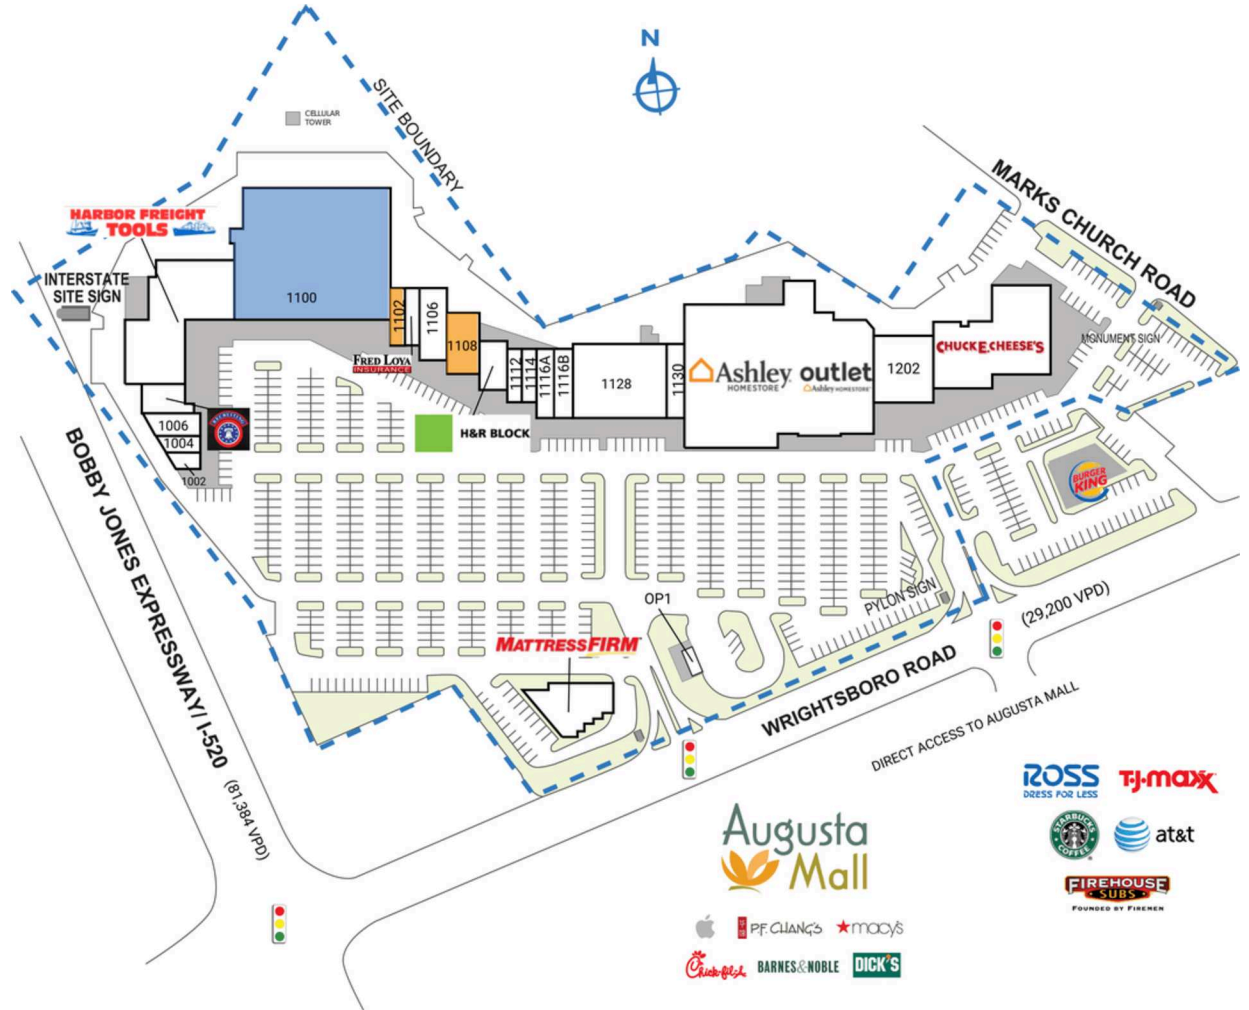 N
CELLULAR
TOWER
SITE BOUNDARY
MARKS CHURCH ROAD
HARBOR FREIGHT
TOOLS
INTERSTATE
SITE SIGN
1100
1102
1106
1108
FRED LOYA
INSURANCE
1112
1114
1116A
1116B
1128
1130
Ashley
HOMESTORE
outlet
Ashley HOMESTORE
1202
CHUCK E. CHEESE'S
MONUMENT SIGN
1006
1004
1002
H&R BLOCK
BURGER
KING
BOBBY JONES EXPRESSWAY/ I-520
(81,384 VPD)
OP1
PYLON SIGN
MATTRESSFIRM
WRIGHTSBORO ROAD
(29,200 VPD)
DIRECT ACCESS TO AUGUSTA MALL
ROSS
DRESS FOR LESS
T·J·maxx
STARBUCKS
COFFEE
at&t
FIREHOUSE
SUBS
FOUNDED BY FIREMEN
Augusta
Mall
P.F. CHANG'S
macy's
Chick-fil-A
BARNES&NOBLE
DICK'S